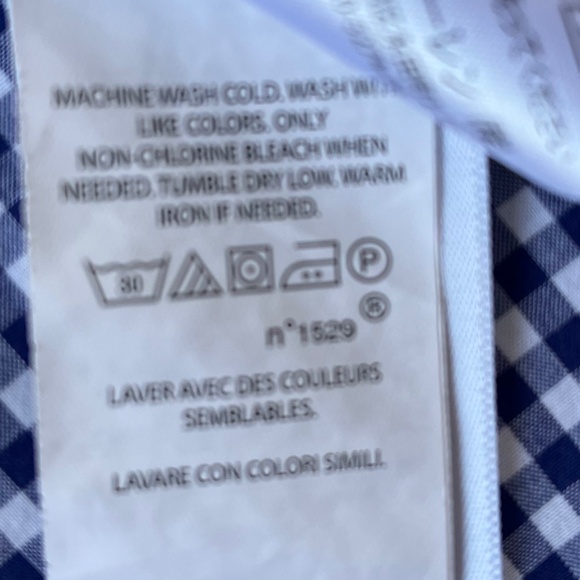 MACHINE WASH COLD. WASH WITH
LIKE COLORS. ONLY
NON-CHLORINE BLEACH WHEN
NEEDED. TUMBLE DRY LOW. WARM
IRON IF NEEDED.
30
P
®
n°1529
LAVER AVEC DES COULEURS
SEMBLABLES.
LAVARE CON COLORI SIMILI.